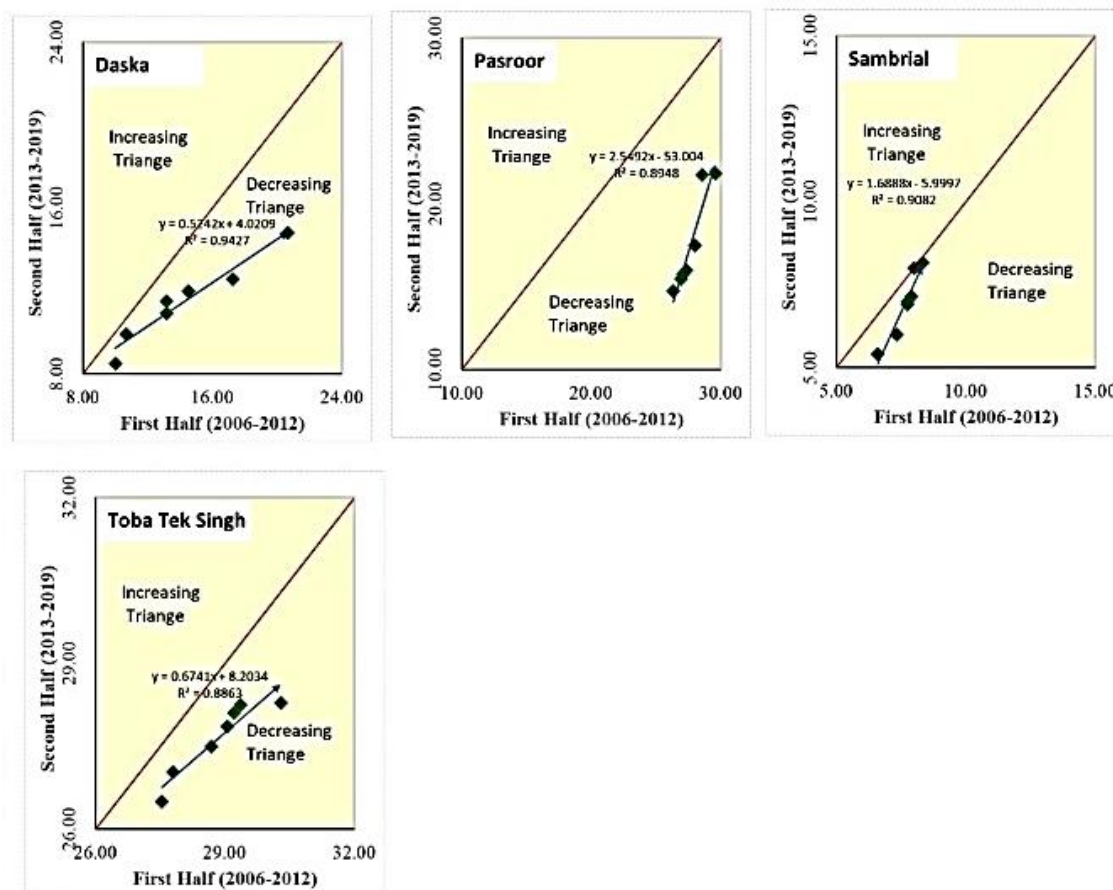 Daska
24.00
16.00
8.00
Second Half (2013-2019)
Increasing
Triange
Decreasing
Triange
y = 0.5742x + 4.0209
R² = 0.9427
8.00 16.00 24.00
First Half (2006-2012)
Pasroor
30.00
20.00
10.00
Second Half (2013-2019)
Increasing
Triange
y = 2.5492x - 53.004
R² = 0.8948
Decreasing
Triange
10.00 20.00 30.00
First Half (2006-2012)
Sambrial
15.00
10.00
5.00
Second Half (2013-2019)
Increasing
Triange
y = 1.6888x - 5.9997
R² = 0.9082
Decreasing
Triange
5.00 10.00 15.00
First Half (2006-2012)
Toba Tek Singh
32.00
29.00
26.00
Second Half (2013-2019)
Increasing
Triange
y = 0.6741x + 8.2034
R² = 0.8863
Decreasing
Triange
26.00 29.00 32.00
First Half (2006-2012)